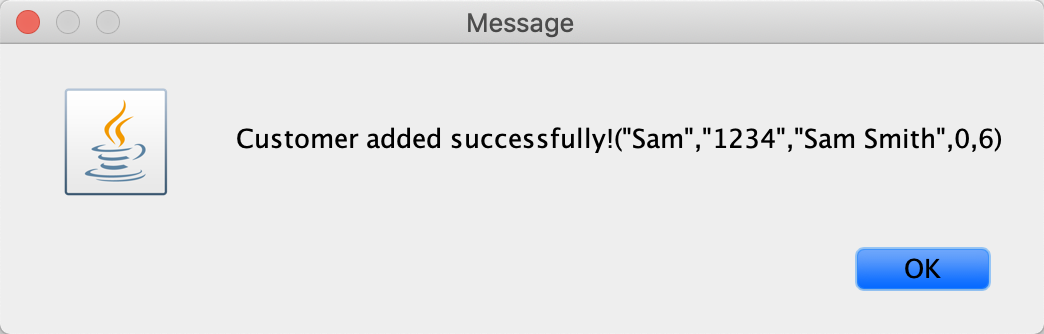 Message
Customer added successfully!("Sam","1234","Sam Smith",0,6)
OK